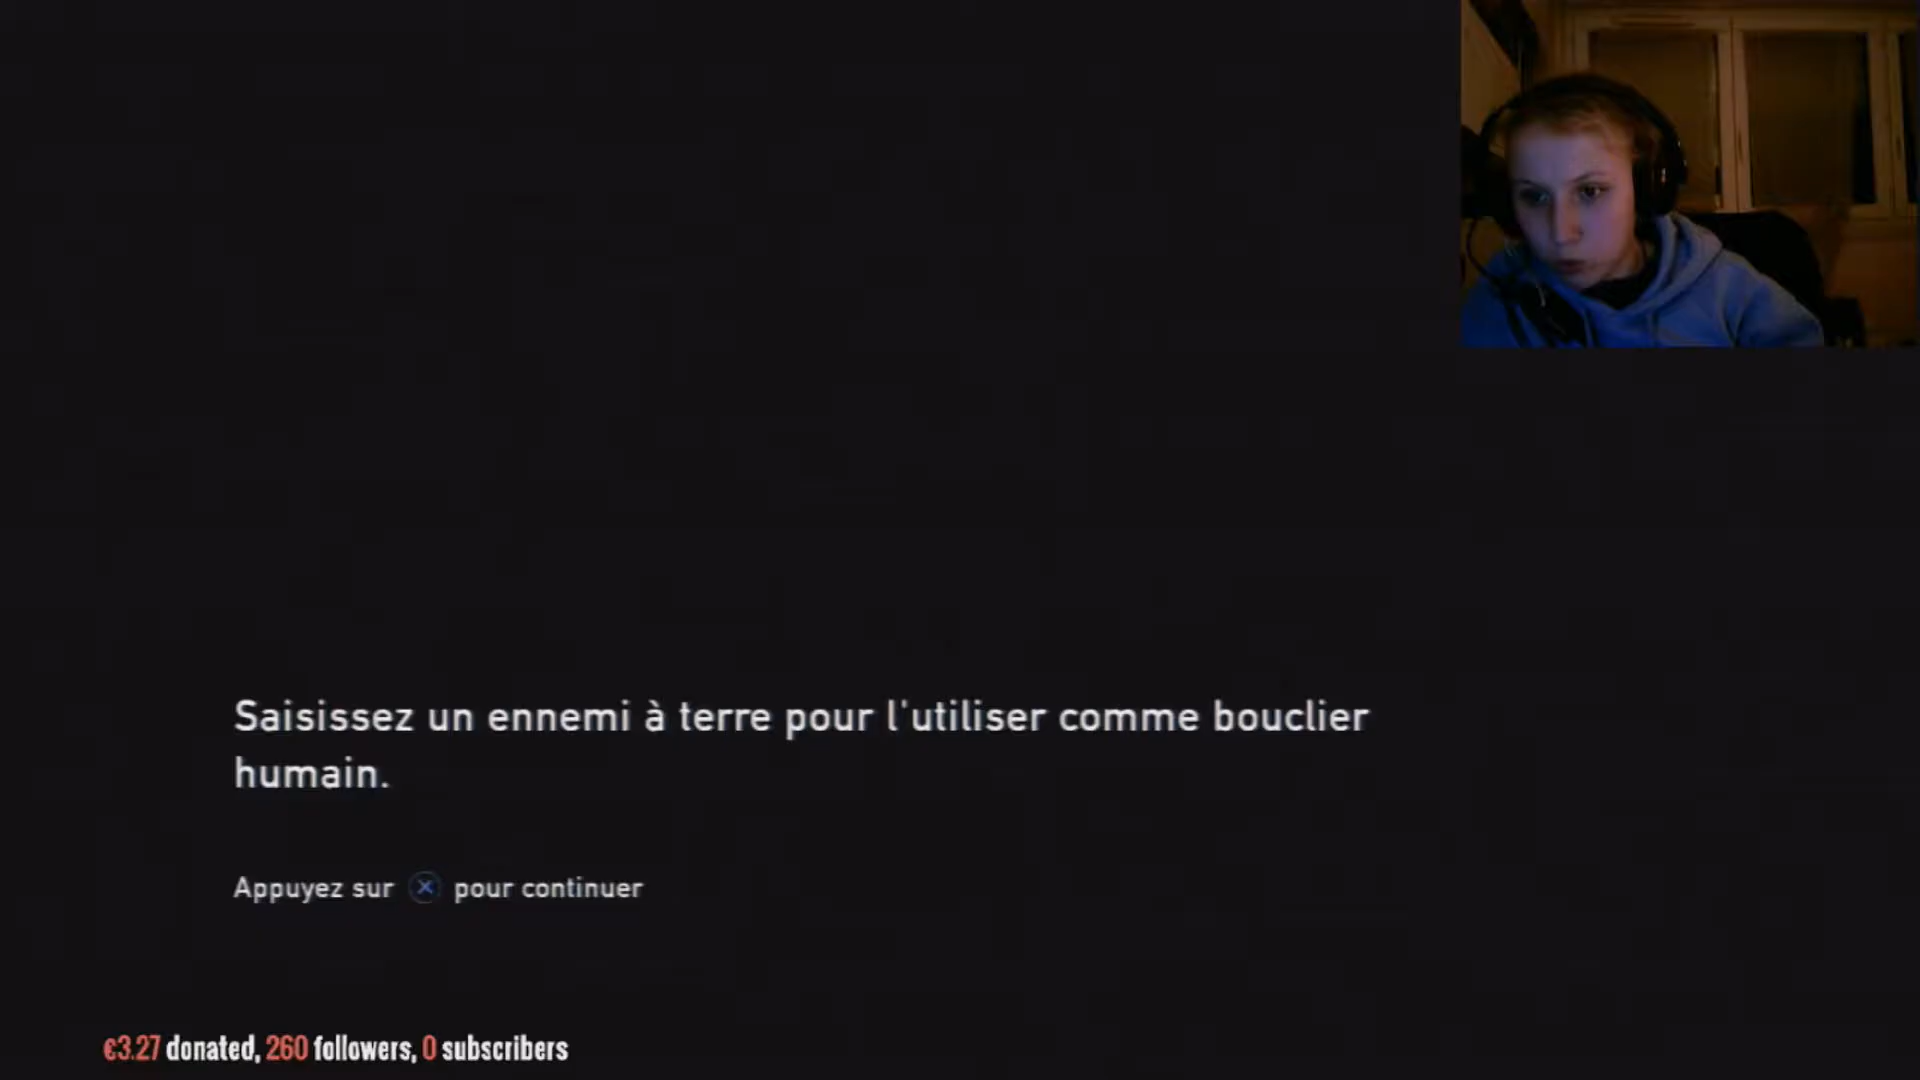 Saisissez un ennemi à terre pour l'utiliser comme bouclier
humain.
Appuyez sur pour continuer
€3.27 donated, 260 followers, 0 subscribers